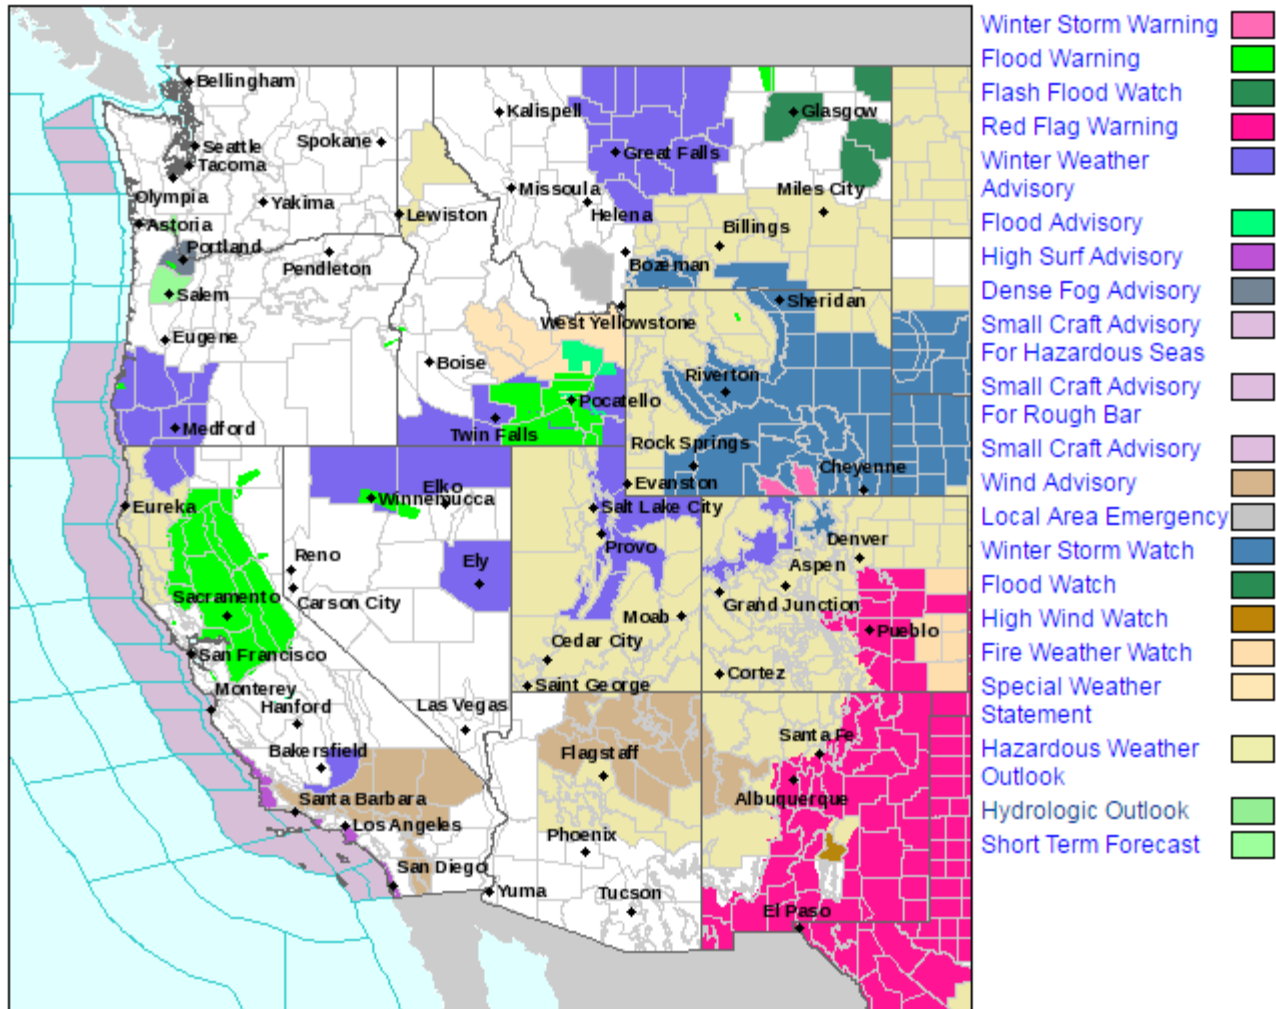 Bellingham
Seattle
Tacoma
Olympia
Astoria
Portland
Salem
Eugene
Medford
Spokane
Yakima
Pendleton
Lewiston
Kalispell
Missoula
Great Falls
Helena
Bozeman
Glasgow
Miles City
Billings
West Yellowstone
Boise
Pocatello
Twin Falls
Sheridan
Riverton
Rock Springs
Evanston
Cheyenne
Eureka
Sacramento
San Francisco
Monterey
Hanford
Bakersfield
Santa Barbara
Los Angeles
San Diego
Winnemucca
Elko
Reno
Carson City
Ely
Las Vegas
Salt Lake City
Provo
Moab
Cedar City
Saint George
Denver
Aspen
Grand Junction
Pueblo
Cortez
Flagstaff
Phoenix
Yuma
Tucson
Santa Fe
Albuquerque
El Paso
Winter Storm Warning
Flood Warning
Flash Flood Watch
Red Flag Warning
Winter Weather
Advisory
Flood Advisory
High Surf Advisory
Dense Fog Advisory
Small Craft Advisory
For Hazardous Seas
Small Craft Advisory
For Rough Bar
Small Craft Advisory
Wind Advisory
Local Area Emergency
Winter Storm Watch
Flood Watch
High Wind Watch
Fire Weather Watch
Special Weather
Statement
Hazardous Weather
Outlook
Hydrologic Outlook
Short Term Forecast